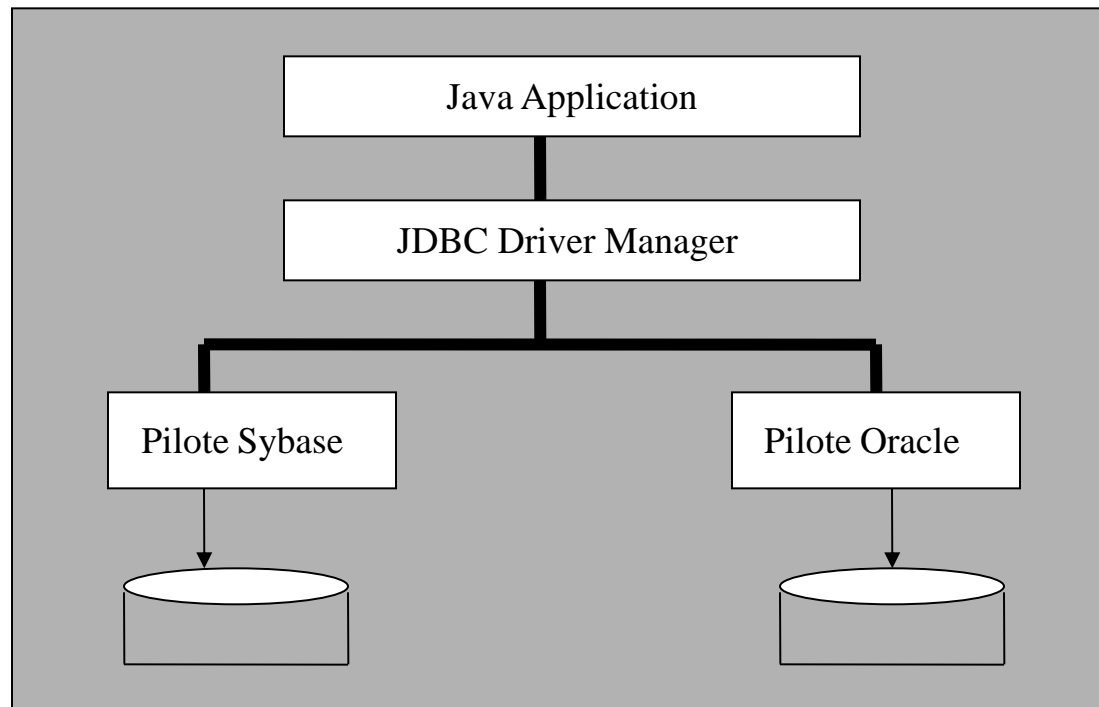 Java Application
JDBC Driver Manager
Pilote Sybase
Pilote Oracle